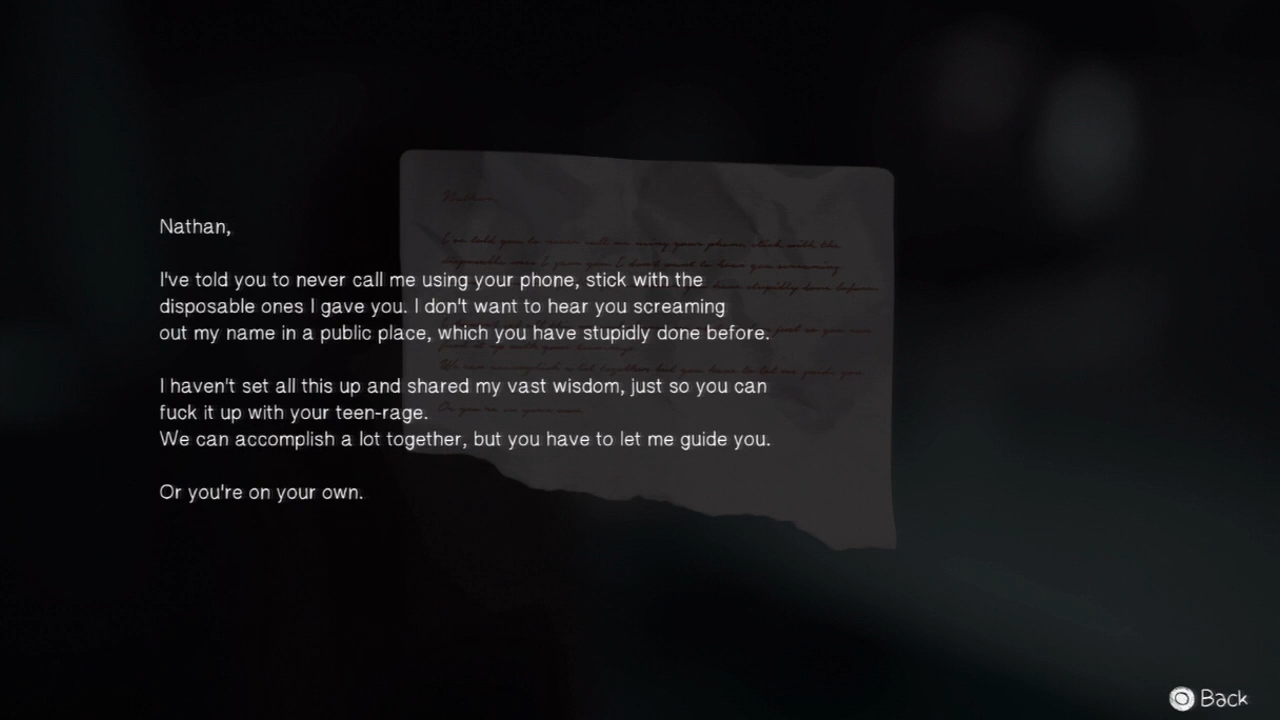 Nathan,
I've told you to never call me using your phone, stick with the
disposable ones I gave you. I don't want to hear you screaming
out my name in a public place, which you have stupidly done before.
I haven't set all this up and shared my vast wisdom, just so you can
fuck it up with your teen-rage.
We can accomplish a lot together, but you have to let me guide you.
Or you're on your own.
Back